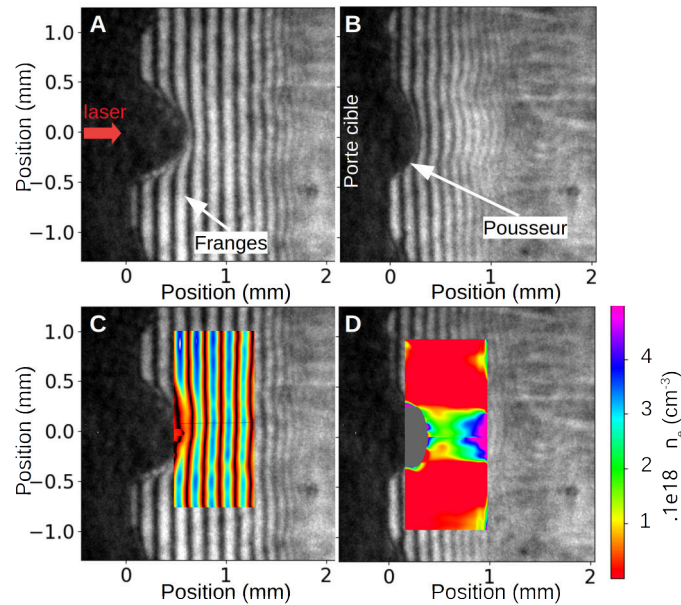 A
B
1.0
0.5
0.0
−0.5
−1.0
Position (mm)
laser
Franges
Porte cible
Pousseur
0
1
2
Position (mm)
0
1
2
Position (mm)
C
D
1.0
0.5
0.0
−0.5
−1.0
Position (mm)
0
1
2
Position (mm)
0
1
2
Position (mm)
4
3
2
1
.1e18 nₑ (cm⁻³)